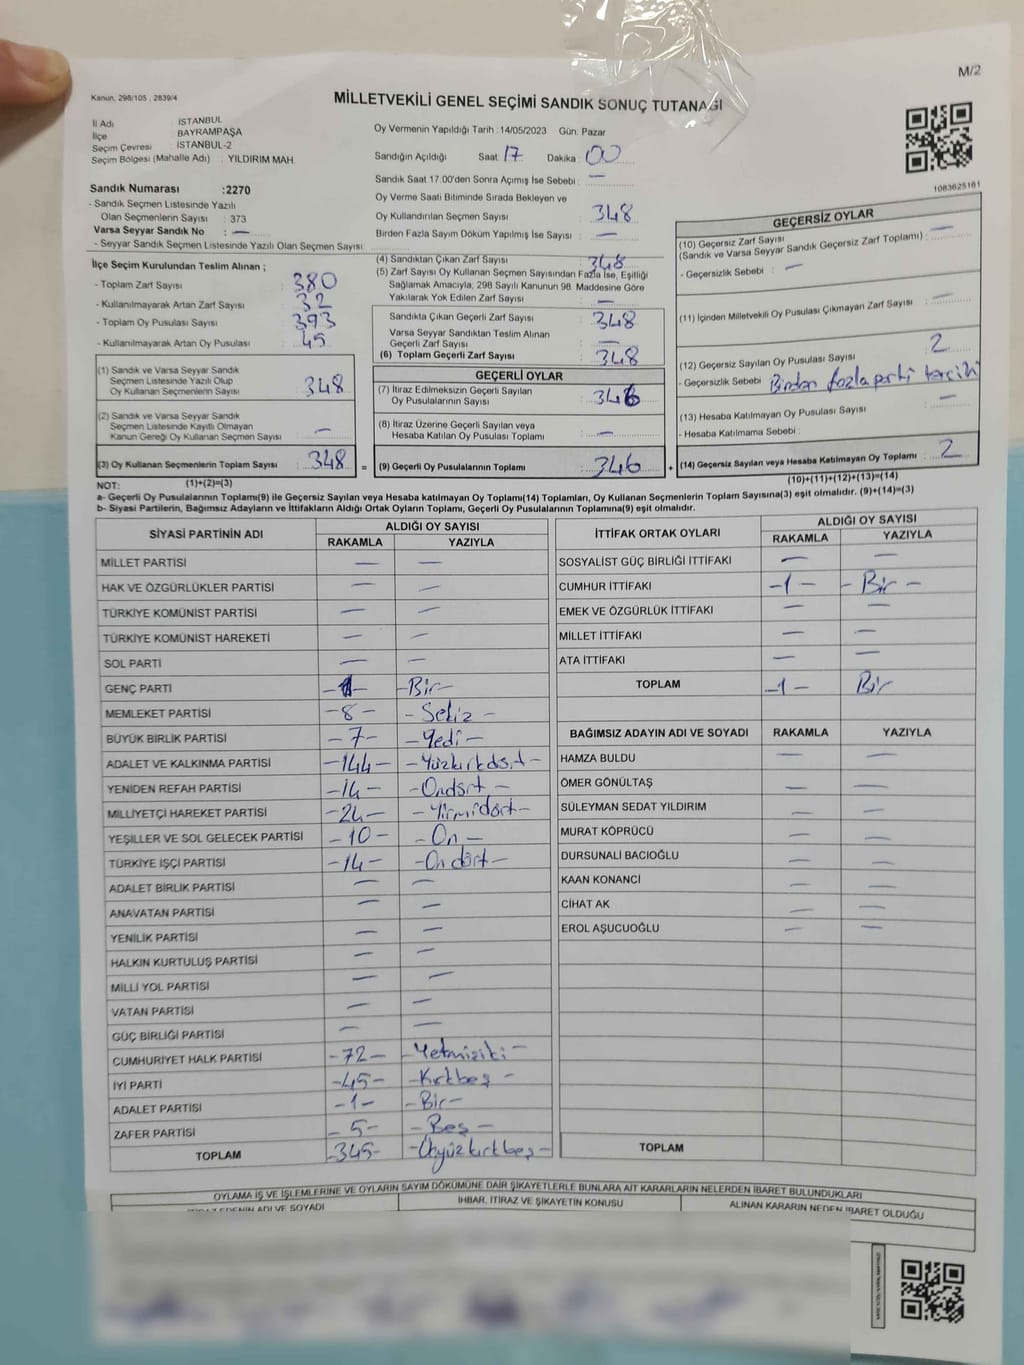 M/2
Kanun, 298/105 , 2839/4
MİLLETVEKİLİ GENEL SEÇİMİ SANDIK SONUÇ TUTANAĞI
İl Adı İSTANBUL
İlçe BAYRAMPAŞA
Seçim Çevresi : İSTANBUL-2
Seçim Bölgesi (Mahalle Adı) : YILDIRIM MAH.
Sandık Numarası :2270
- Sandık Seçmen Listesinde Yazılı
Olan Seçmenlerin Sayısı : 373
Varsa Seyyar Sandık No : —
- Seyyar Sandık Seçmen Listesinde Yazılı Olan Seçmen Sayısı:
Oy Vermenin Yapıldığı Tarih :14/05/2023 Gün: Pazar
Sandığın Açıldığı Saat: 17 Dakika: 00
Sandık Saat 17.00'den Sonra Açımış İse Sebebi : —
Oy Verme Saati Bitiminde Sırada Bekleyen ve
Oy Kullandırılan Seçmen Sayısı : 348
Birden Fazla Sayım Döküm Yapılmış İse Sayısı : —
1083625161
İlçe Seçim Kurulundan Teslim Alınan ;
- Toplam Zarf Sayısı : 380
- Kullanılmayarak Artan Zarf Sayısı : 32
- Toplam Oy Pusulası Sayısı : 393
- Kullanılmayarak Artan Oy Pusulası : 45
(1) Sandık ve Varsa Seyyar Sandık
Seçmen Listesinde Yazılı Olup
Oy Kullanan Seçmenlerin Sayısı : 348
(2) Sandık ve Varsa Seyyar Sandık
Seçmen Listesinde Kayıtlı Olmayan
Kanun Gereği Oy Kullanan Seçmen Sayısı : —
(3) Oy Kullanan Seçmenlerin Toplam Sayısı : 348 =
(4) Sandıktan Çıkan Zarf Sayısı : 348
(5) Zarf Sayısı Oy Kullanan Seçmen Sayısından Fazla İse, Eşitliği
Sağlamak Amacıyla; 298 Sayılı Kanunun 98. Maddesine Göre
Yakılarak Yok Edilen Zarf Sayısı : —
Sandıkta Çıkan Geçerli Zarf Sayısı : 348
Varsa Seyyar Sandıktan Teslim Alınan
Geçerli Zarf Sayısı : —
(6) Toplam Geçerli Zarf Sayısı : 348
GEÇERLİ OYLAR
(7) İtiraz Edilmeksizin Geçerli Sayılan
Oy Pusulalarının Sayısı : 346
(8) İtiraz Üzerine Geçerli Sayılan veya
Hesaba Katılan Oy Pusulası Toplamı : —
(9) Geçerli Oy Pusulalarının Toplamı : 346 +
GEÇERSİZ OYLAR
(10) Geçersiz Zarf Sayısı
(Sandık ve Varsa Seyyar Sandık Geçersiz Zarf Toplamı) : —
- Geçersizlik Sebebi : —
(11) İçinden Milletvekili Oy Pusulası Çıkmayan Zarf Sayısı : —
(12) Geçersiz Sayılan Oy Pusulası Sayısı : 2
- Geçersizlik Sebebi : Birden fazla parti tercihi
(13) Hesaba Katılmayan Oy Pusulası Sayısı : —
- Hesaba Katılmama Sebebi :
(14) Geçersiz Sayılan veya Hesaba Katılmayan Oy Toplamı : 2
NOT: (1)+(2)=(3) (10)+(11)+(12)+(13)=(14)
a- Geçerli Oy Pusulalarının Toplamı(9) ile Geçersiz Sayılan veya Hesaba katılmayan Oy Toplamı(14) Toplamları, Oy Kullanan Seçmenlerin Toplam Sayısına(3) eşit olmalıdır. (9)+(14)=(3)
b- Siyasi Partilerin, Bağımsız Adayların ve İttifakların Aldığı Ortak Oyların Toplamı, Geçerli Oy Pusulalarının Toplamına(9) eşit olmalıdır.
SİYASİ PARTİNİN ADI ALDIĞI OY SAYISI
RAKAMLA YAZIYLA
MİLLET PARTİSİ — —
HAK VE ÖZGÜRLÜKLER PARTİSİ —
TÜRKİYE KOMÜNİST PARTİSİ — —
TÜRKİYE KOMÜNİST HAREKETİ — —
SOL PARTİ — —
GENÇ PARTİ -1- -Bir-
MEMLEKET PARTİSİ -8- -Sekiz-
BÜYÜK BİRLİK PARTİSİ -7- -Yedi-
ADALET VE KALKINMA PARTİSİ -144- -Yüzkırkdört-
YENİDEN REFAH PARTİSİ -14- -Ondört-
MİLLİYETÇİ HAREKET PARTİSİ -24- -Yirmidört-
YEŞİLLER VE SOL GELECEK PARTİSİ -10- -On-
TÜRKİYE İŞÇİ PARTİSİ -14- -Ondört-
ADALET BİRLİK PARTİSİ — —
ANAVATAN PARTİSİ — —
YENİLİK PARTİSİ — —
HALKIN KURTULUŞ PARTİSİ — —
MİLLİ YOL PARTİSİ — —
VATAN PARTİSİ — —
GÜÇ BİRLİĞİ PARTİSİ — —
CUMHURİYET HALK PARTİSİ -72- -Yetmişiki-
İYİ PARTİ -45- -Kırkbeş-
ADALET PARTİSİ -1- -Bir-
ZAFER PARTİSİ -5- -Beş-
TOPLAM -345- -Üçyüzkırkbeş-
İTTİFAK ORTAK OYLARI ALDIĞI OY SAYISI
RAKAMLA YAZIYLA
SOSYALİST GÜÇ BİRLİĞİ İTTİFAKI — —
CUMHUR İTTİFAKI -1- -Bir-
EMEK VE ÖZGÜRLÜK İTTİFAKI — —
MİLLET İTTİFAKI — —
ATA İTTİFAKI — —
TOPLAM -1- Bir
BAĞIMSIZ ADAYIN ADI VE SOYADI RAKAMLA YAZIYLA
HAMZA BULDU — —
ÖMER GÖNÜLTAŞ — —
SÜLEYMAN SEDAT YILDIRIM — —
MURAT KÖPRÜCÜ — —
DURSUNALİ BACIOĞLU — —
KAAN KONANCİ — —
CİHAT AK — —
EROL AŞUCUOĞLU — —
TOPLAM
OYLAMA İŞ VE İŞLEMLERİNE VE OYLARIN SAYIM DÖKÜMÜNE DAİR ŞİKAYETLERLE BUNLARA AİT KARARLARIN NELERDEN İBARET BULUNDUKLARI
ADI VE SOYADI İHBAR, İTİRAZ VE ŞİKAYETİN KONUSU ALINAN KARARIN NEDEN İBARET OLDUĞU